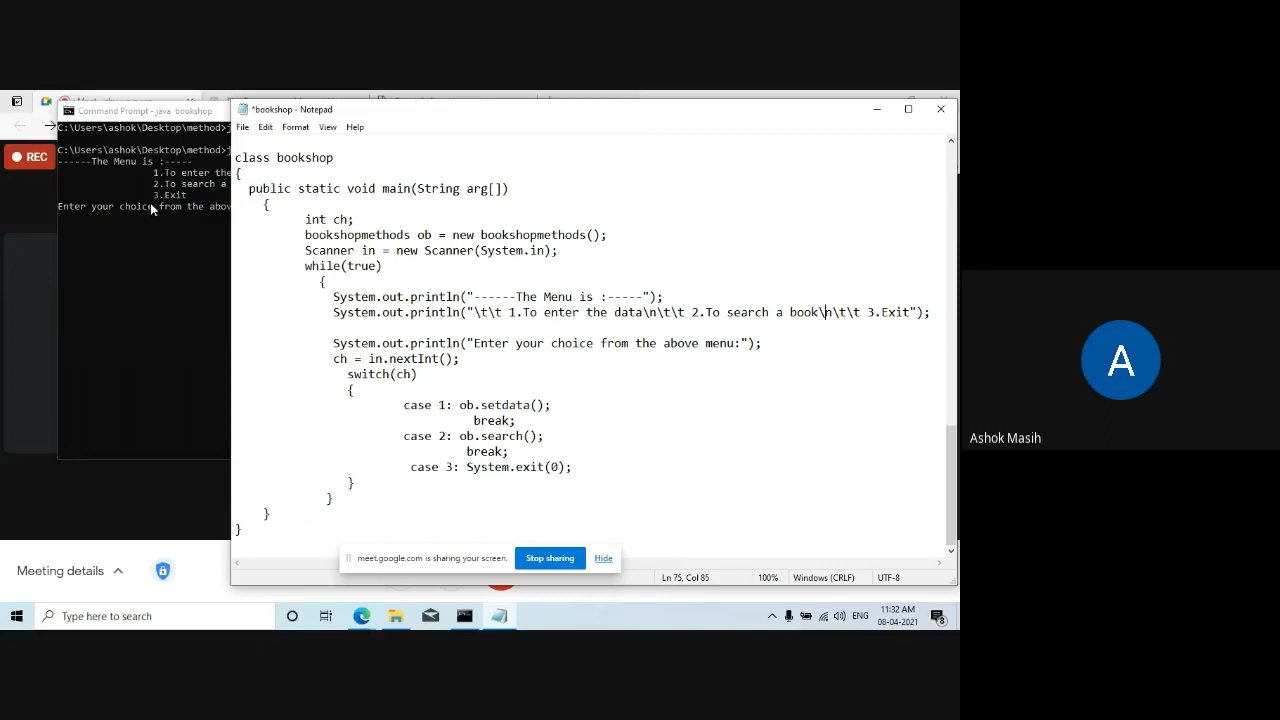 Command Prompt - java bookshop
C:\Users\ashok\Desktop\method>j
C:\Users\ashok\Desktop\method>j
------The Menu is :-----
1.To enter the
2.To search a
3.Exit
Enter your choice from the abov
REC
*bookshop - Notepad
File Edit Format View Help
class bookshop
{
public static void main(String arg[])
{
int ch;
bookshopmethods ob = new bookshopmethods();
Scanner in = new Scanner(System.in);
while(true)
{
System.out.println("------The Menu is :-----");
System.out.println("\t\t 1.To enter the data\n\t\t 2.To search a book\n\t\t 3.Exit");
System.out.println("Enter your choice from the above menu:");
ch = in.nextInt();
switch(ch)
{
case 1: ob.setdata();
break;
case 2: ob.search();
break;
case 3: System.exit(0);
}
}
}
}
meet.google.com is sharing your screen. Stop sharing Hide
Ln 75, Col 85 100% Windows (CRLF) UTF-8
Meeting details
Type here to search
ENG
11:32 AM
08-04-2021
8
A
Ashok Masih